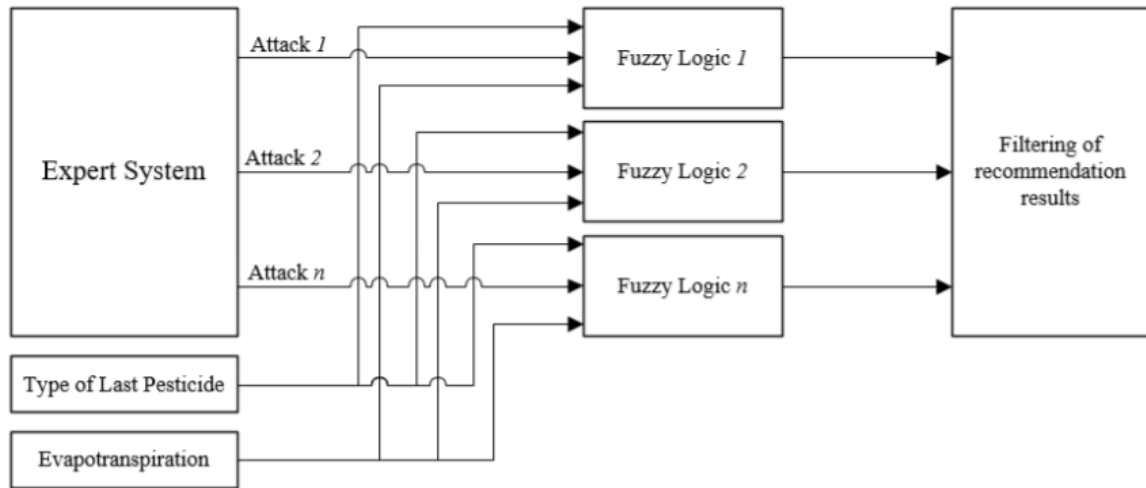 Expert System
Attack 1
Attack 2
Attack n
Type of Last Pesticide
Evapotranspiration
Fuzzy Logic 1
Fuzzy Logic 2
Fuzzy Logic n
Filtering of
recommendation
results